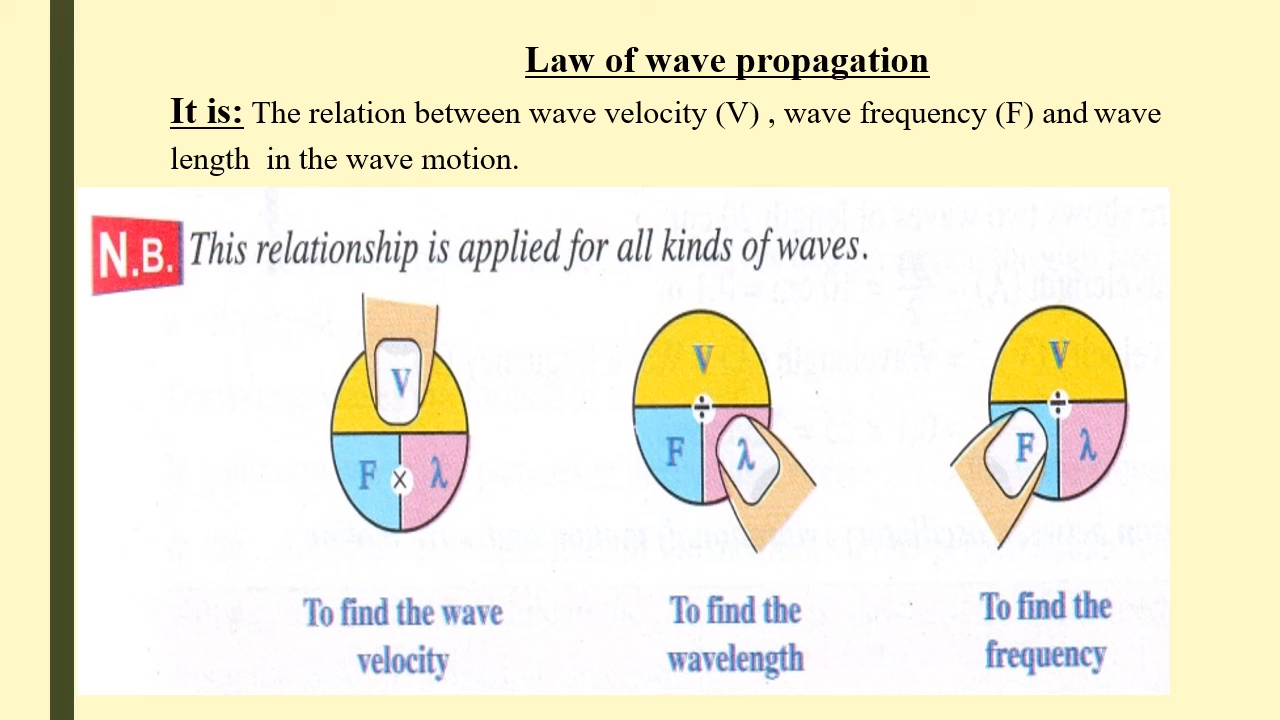 Law of wave propagation
It is: The relation between wave velocity (V) , wave frequency (F) and wave
length in the wave motion.
N.B. This relationship is applied for all kinds of waves.
V
F × λ
V
÷
F λ
V
÷
F λ
To find the wave
velocity
To find the
wavelength
To find the
frequency